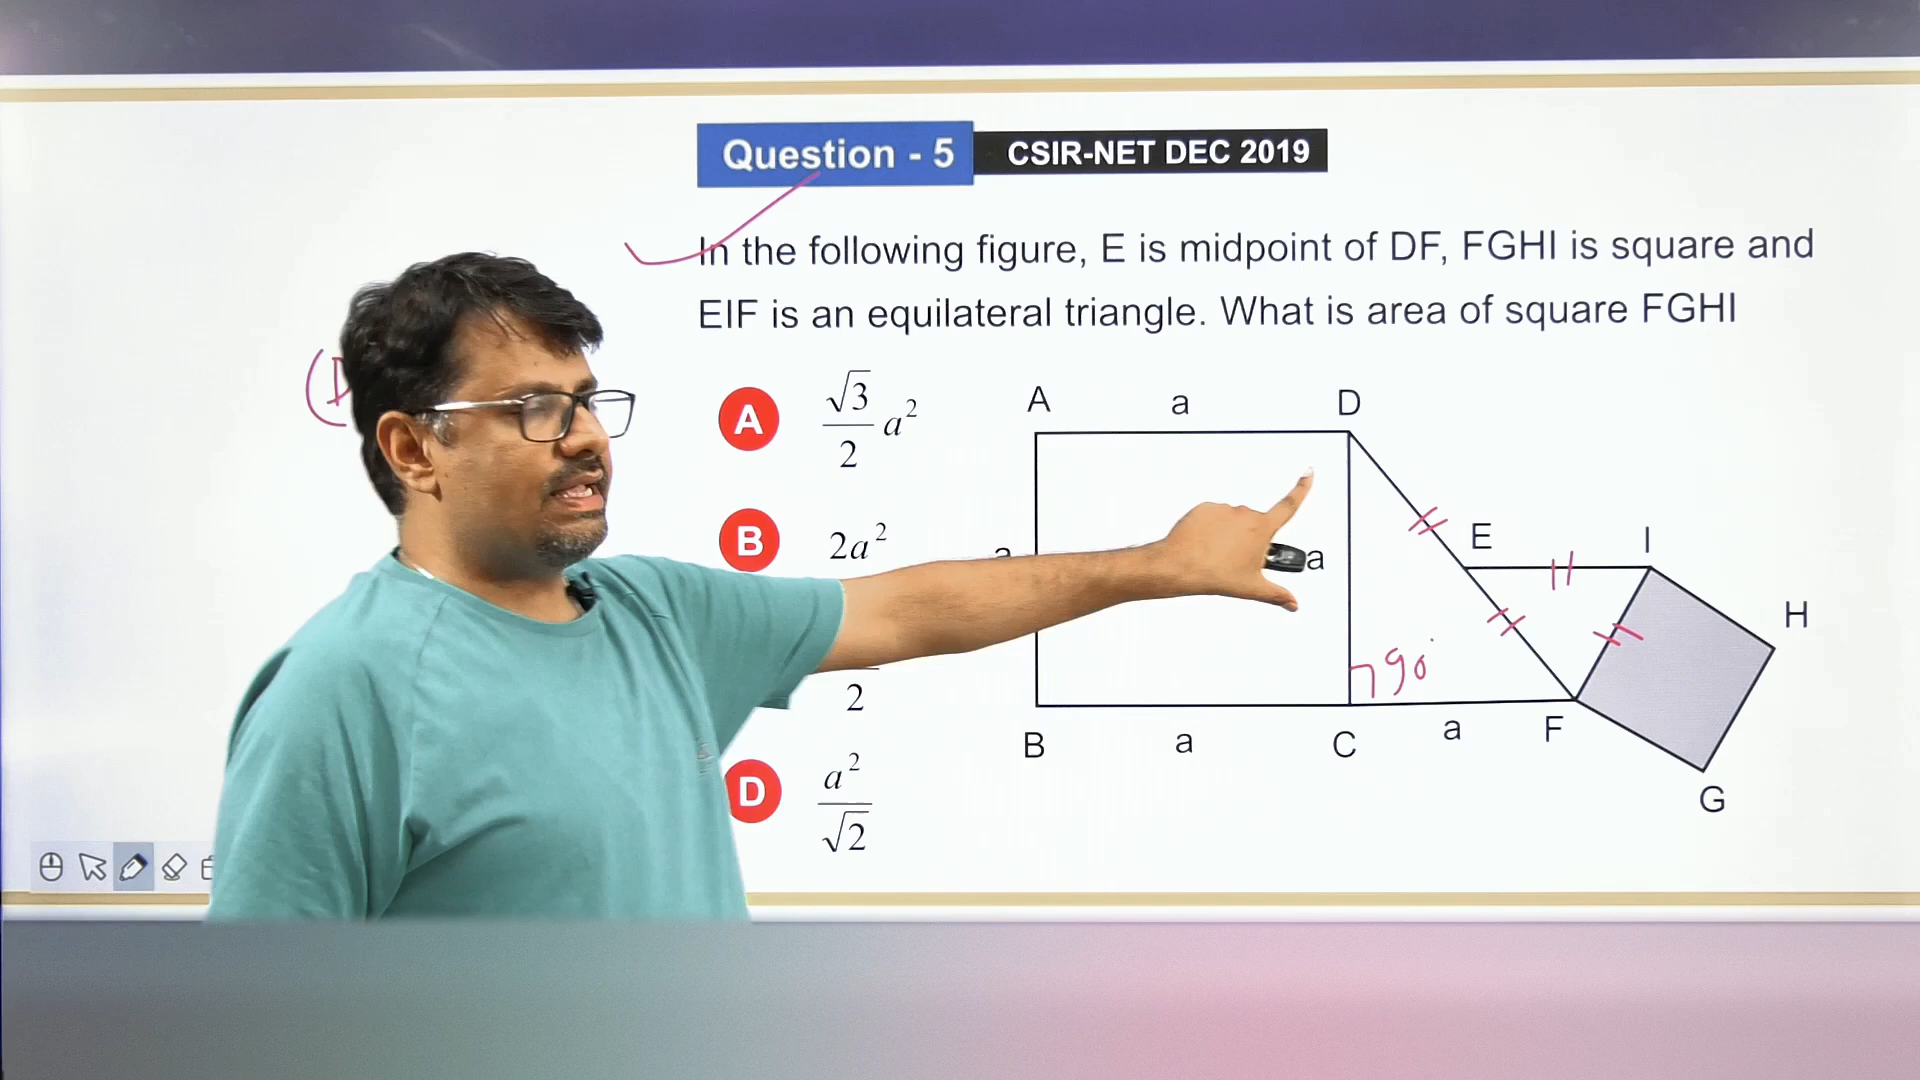 Question - 5 CSIR-NET DEC 2019
In the following figure, E is midpoint of DF, FGHI is square and
EIF is an equilateral triangle. What is area of square FGHI
A √3/2 a²
B 2a²
2
D a²/√2
A a D
E I
a a
H
90°
B a C a F
G